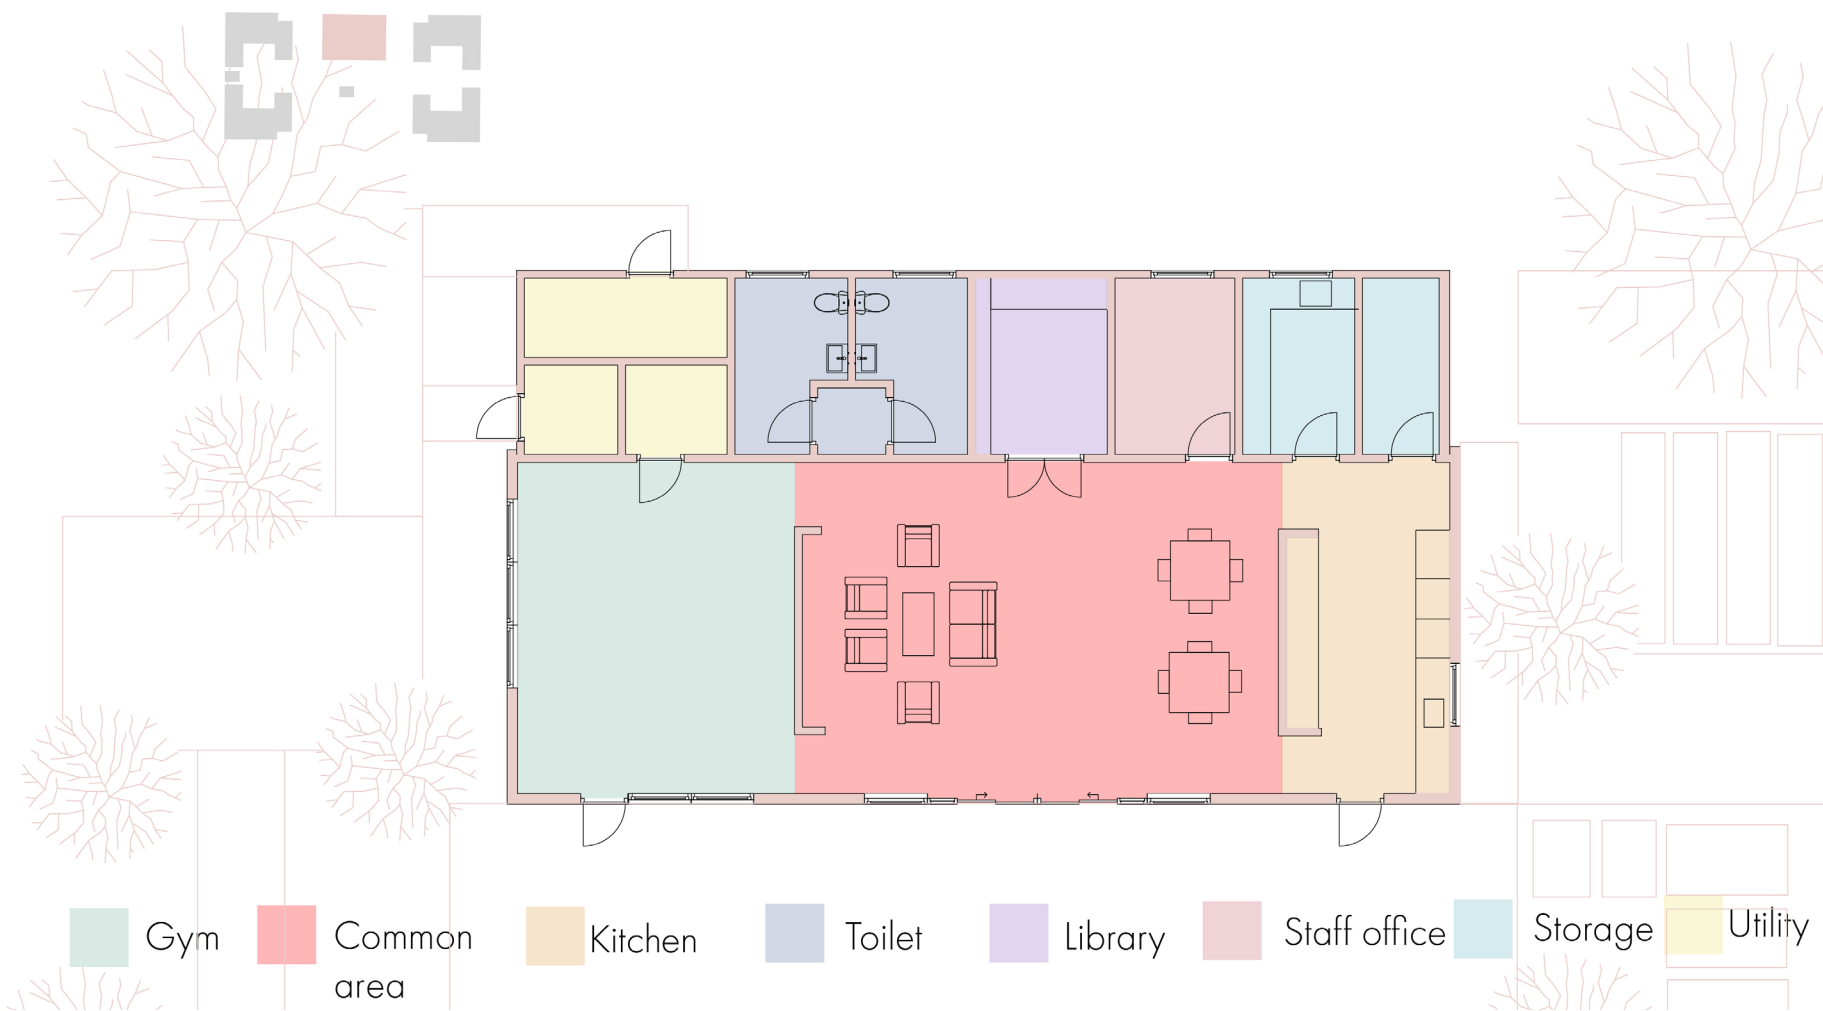 Gym
Common
area
Kitchen
Toilet
Library
Staff office
Storage
Utility